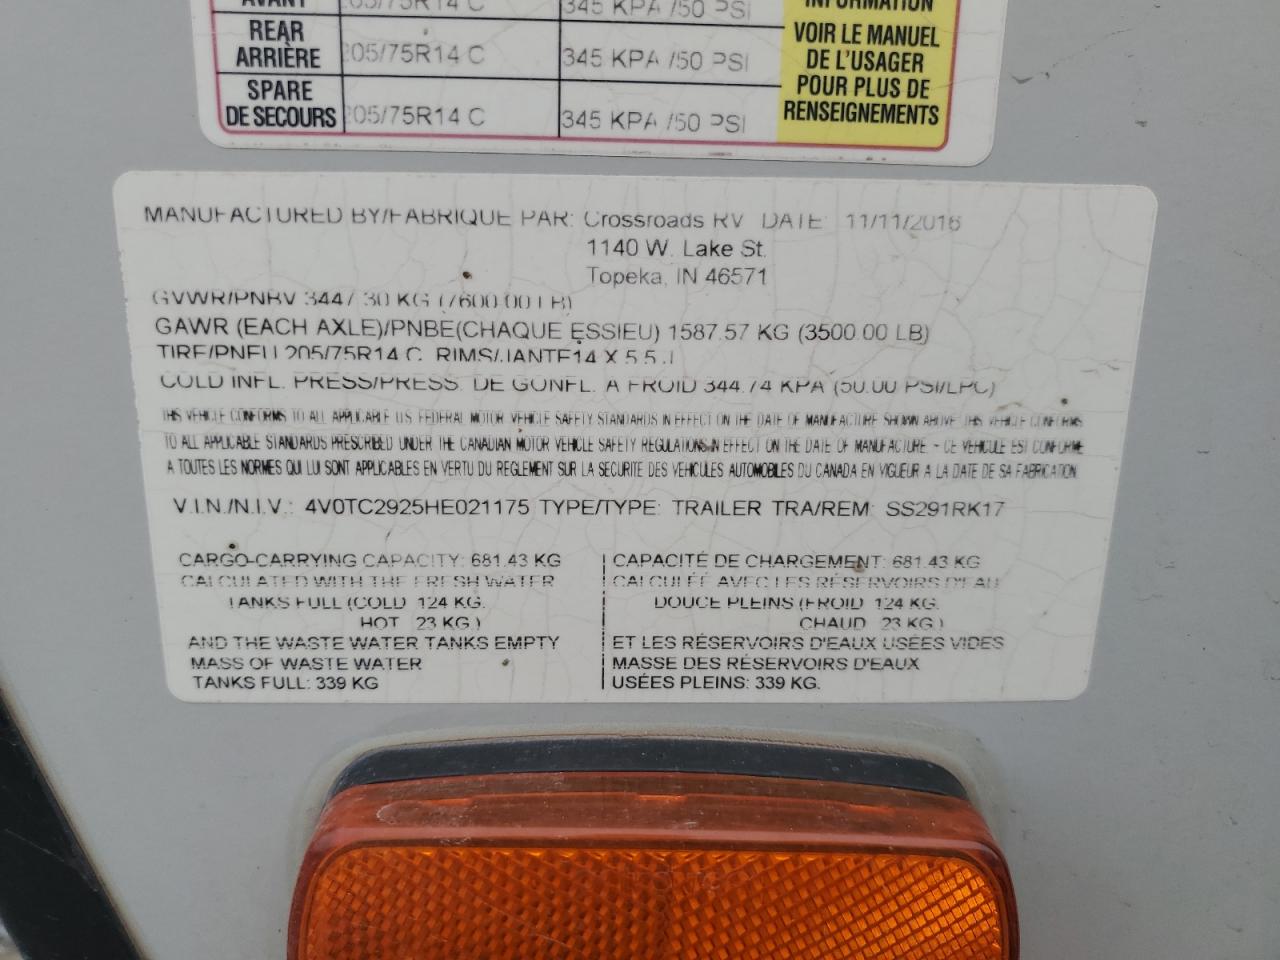 AVANT 205/75R14 C 345 KPA /50 PSI INFORMATION
REAR
ARRIÈRE 205/75R14 C 345 KPA /50 PSI
SPARE
DE SECOURS 205/75R14 C 345 KPA /50 PSI
VOIR LE MANUEL
DE L'USAGER
POUR PLUS DE
RENSEIGNEMENTS
MANUFACTURED BY/FABRIQUE PAR: Crossroads RV DATE: 11/11/2016
1140 W. Lake St.
Topeka, IN 46571
GVWR/PNBV 3447.30 KG (7600.00 LB)
GAWR (EACH AXLE)/PNBE(CHAQUE ESSIEU) 1587.57 KG (3500.00 LB)
TIRE/PNEU 205/75R14 C RIMS/JANTE14 X 5.5 J
COLD INFL. PRESS/PRESS. DE GONFL. A FROID 344.74 KPA (50.00 PSI/LPC)
THIS VEHICLE CONFORMS TO ALL APPLICABLE U.S. FEDERAL MOTOR VEHICLE SAFETY STANDARDS IN EFFECT ON THE DATE OF MANUFACTURE SHOWN ABOVE. THIS VEHICLE CONFORMS
TO ALL APPLICABLE STANDARDS PRESCRIBED UNDER THE CANADIAN MOTOR VEHICLE SAFETY REGULATIONS IN EFFECT ON THE DATE OF MANUFACTURE - CE VEHICULE EST CONFORME
A TOUTES LES NORMES QUI LUI SONT APPLICABLES EN VERTU DU REGLEMENT SUR LA SECURITE DES VEHICULES AUTOMOBILES DU CANADA EN VIGUEUR A LA DATE DE SA FABRICATION.
V.I.N./N.I.V.: 4V0TC2925HE021175 TYPE/TYPE: TRAILER TRA/REM: SS291RK17
CARGO-CARRYING CAPACITY: 681.43 KG
CALCULATED WITH THE FRESH WATER
TANKS FULL (COLD 124 KG.
HOT 23 KG.)
AND THE WASTE WATER TANKS EMPTY
MASS OF WASTE WATER
TANKS FULL: 339 KG
CAPACITÉ DE CHARGEMENT: 681.43 KG
CALCULÉE AVEC LES RÉSERVOIRS D'EAU
DOUCE PLEINS (FROID 124 KG.
CHAUD 23 KG.)
ET LES RÉSERVOIRS D'EAUX USÉES VIDES
MASSE DES RÉSERVOIRS D'EAUX
USÉES PLEINS: 339 KG.